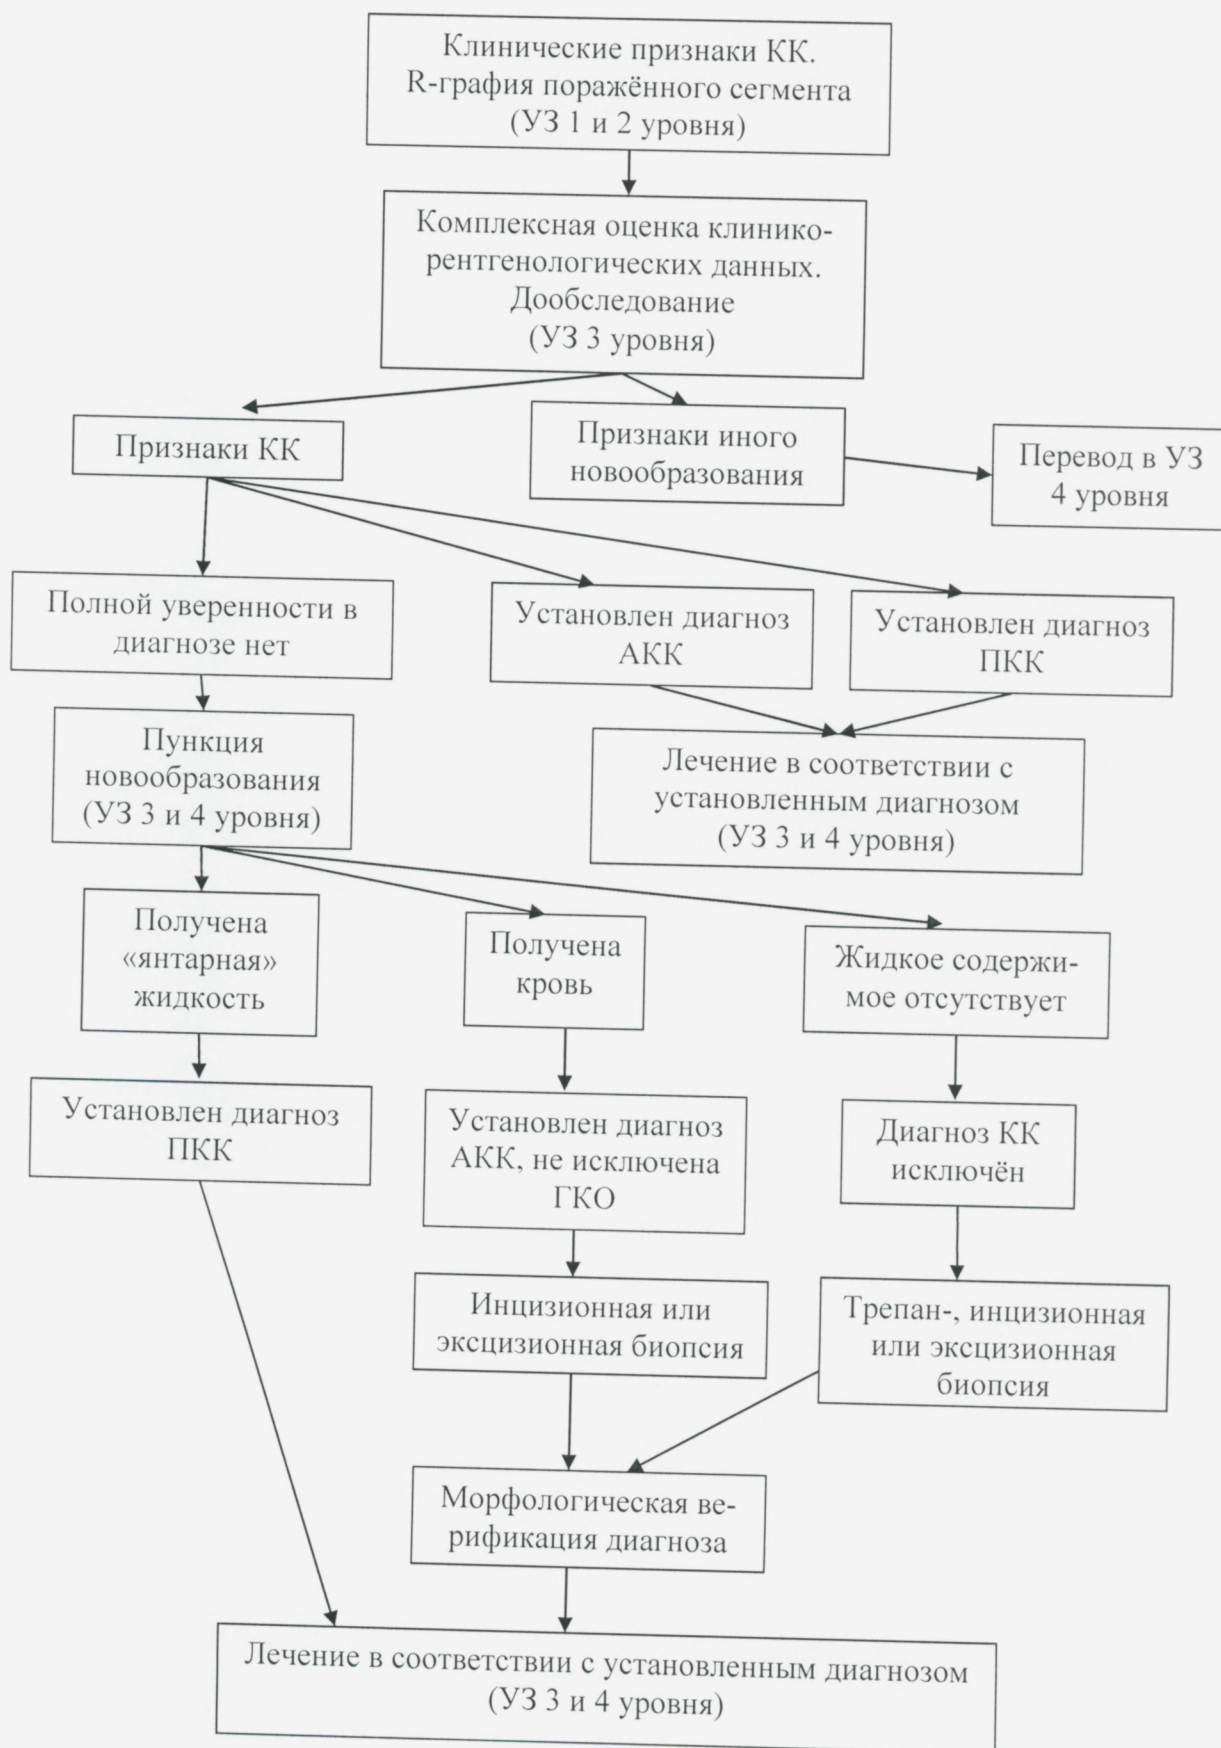 Клинические признаки КК.
R-графия поражённого сегмента
(УЗ 1 и 2 уровня)
Комплексная оценка клинико-
рентгенологических данных.
Дообследование
(УЗ 3 уровня)
Признаки КК
Признаки иного
новообразования
Перевод в УЗ
4 уровня
Полной уверенности в
диагнозе нет
Установлен диагноз
АКК
Установлен диагноз
ПКК
Пункция
новообразования
(УЗ 3 и 4 уровня)
Лечение в соответствии с
установленным диагнозом
(УЗ 3 и 4 уровня)
Получена
«янтарная»
жидкость
Получена
кровь
Жидкое содержи-
мое отсутствует
Установлен диагноз
ПКК
Установлен диагноз
АКК, не исключена
ГКО
Диагноз КК
исключён
Инцизионная или
эксцизионная биопсия
Трепан-, инцизионная
или эксцизионная
биопсия
Морфологическая ве-
рификация диагноза
Лечение в соответствии с установленным диагнозом
(УЗ 3 и 4 уровня)